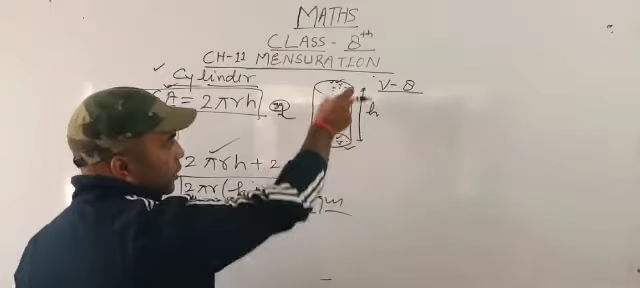 MATHS
CLASS - 8th
CH-11 MENSURATION
Cylinder
V-8
A = 2πrh
h
2πrh + 2
2πr(